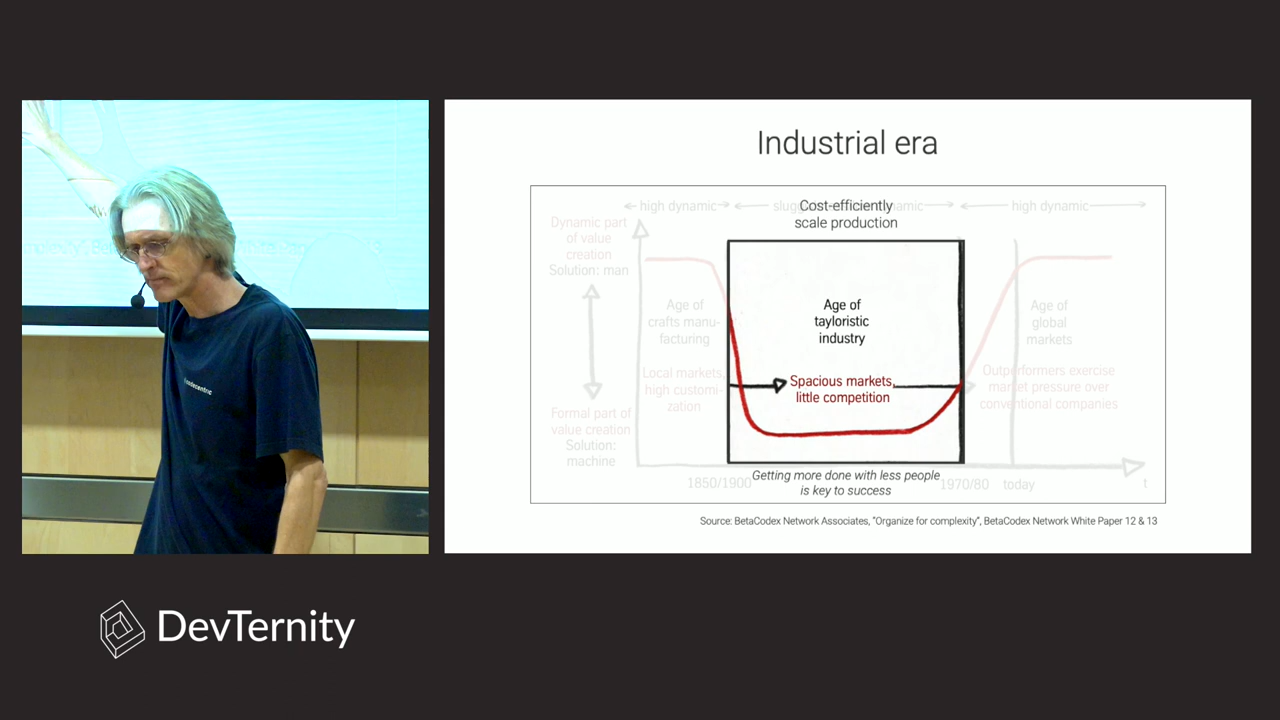 Industrial era
high dynamic
Cost-efficiently
high dynamic
scale production
Dynamic part
of value
creation
Solution: man
Age of
crafts manu-
facturing
Age of
tayloristic
industry
Age of
global
markets
Local markets,
high customi-
zation
Spacious markets,
little competition
Outperformers exercise
market pressure over
conventional companies
Formal part of
value creation
Solution:
machine
Getting more done with less people
is key to success
1850/1900
1970/80
today
t
Source: BetaCodex Network Associates, "Organize for complexity", BetaCodex Network White Paper 12 & 13
codecentric
DevTernity